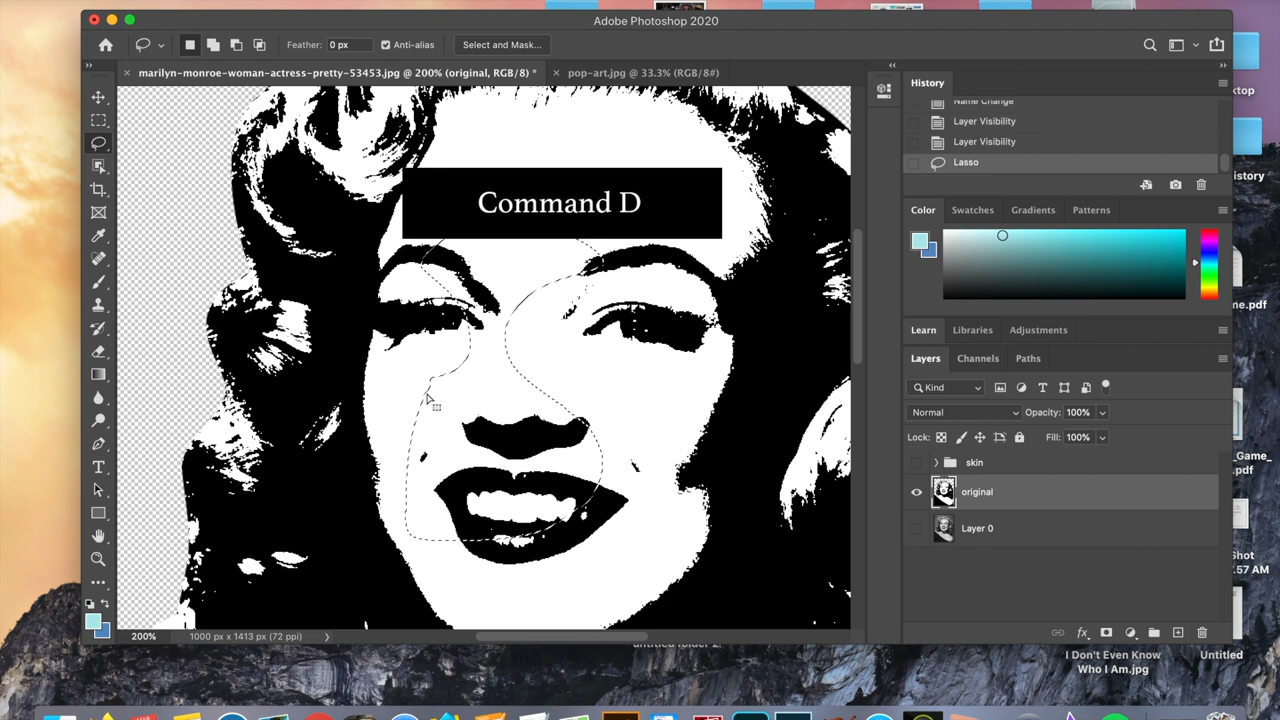 Adobe Photoshop 2020
Feather: 0 px
Anti-alias
Select and Mask...
marilyn-monroe-woman-actress-pretty-53453.jpg @ 200% (original, RGB/8) *
pop-art.jpg @ 33.3% (RGB/8#)
Command D
History
Name Change
Layer Visibility
Layer Visibility
Lasso
Color
Swatches
Gradients
Patterns
Learn
Libraries
Adjustments
Layers
Channels
Paths
Kind
Normal
Opacity: 100%
Lock:
Fill: 100%
skin
original
Layer 0
200%
1000 px x 1413 px (72 ppi)
ktop
istory
me.pdf
_Game_
.pdf
Shot
.57 AM
untitled folder 2
I Don't Even Know
Who I Am.jpg
Untitled